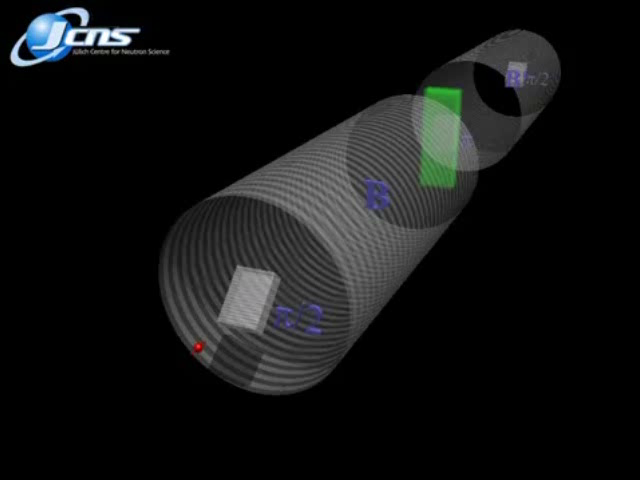 JCNS
Jülich Centre for Neutron Science
B π/2
B
π/2